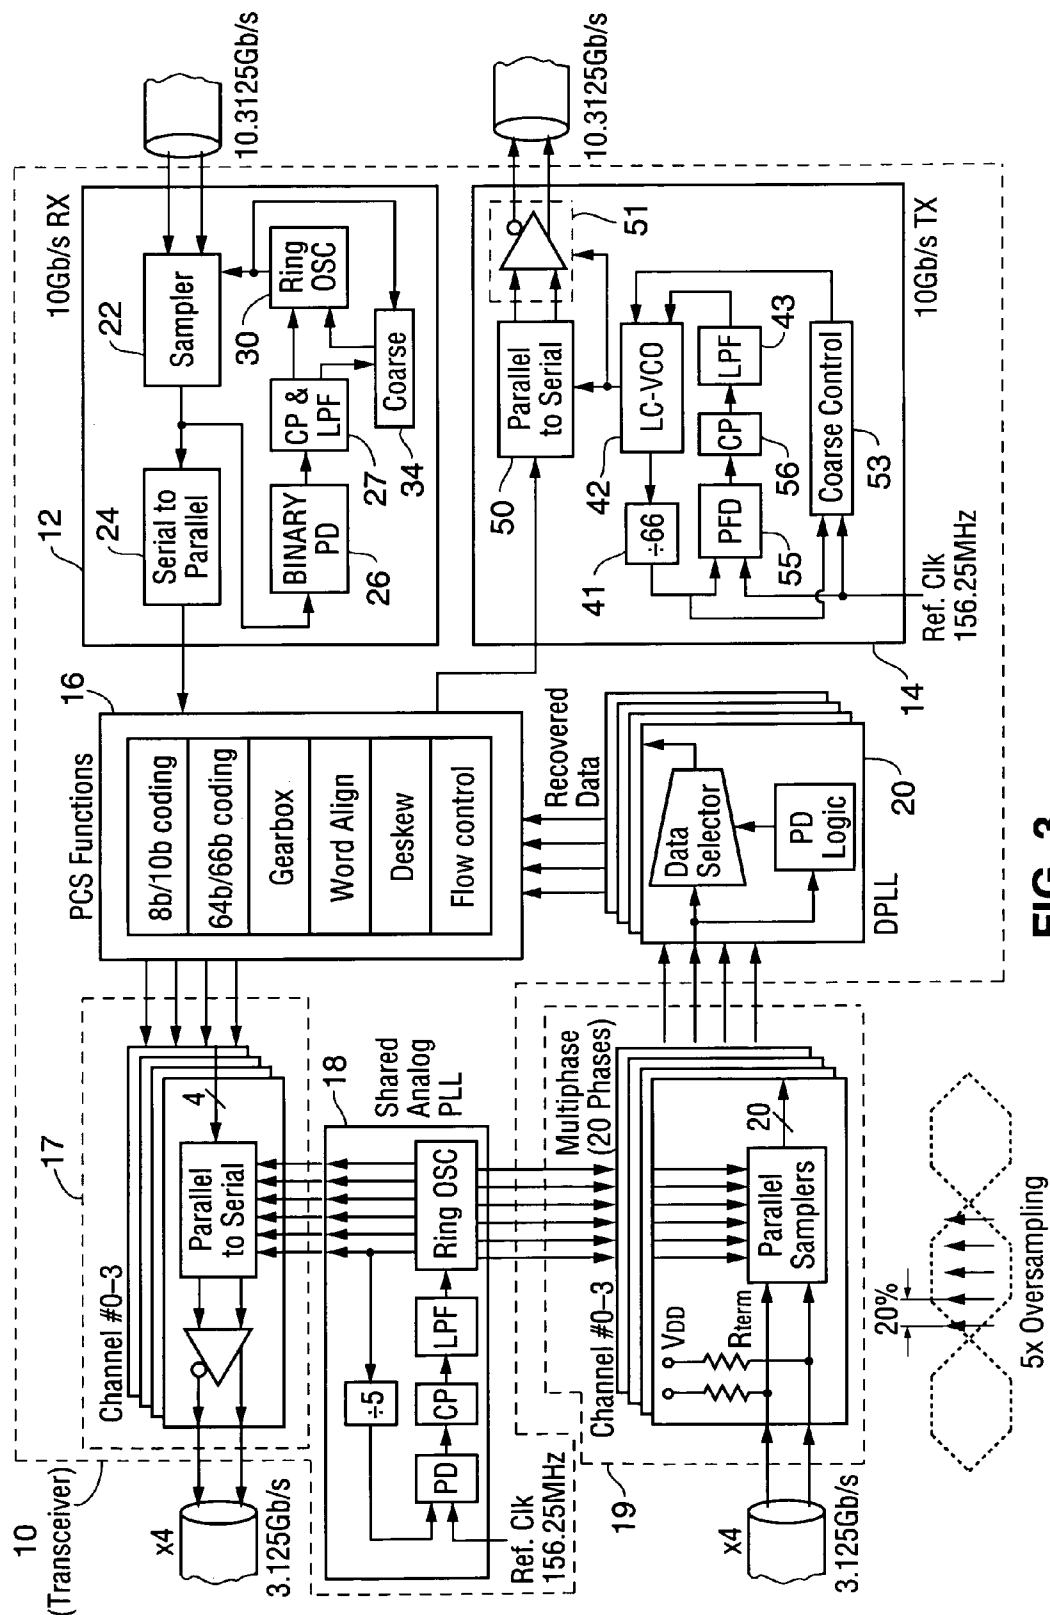 10
(Transceiver)
x4
3.125Gb/s
17
Channel #0–3
Parallel
to Serial
4
PCS Functions
16
8b/10b coding
64b/66b coding
Gearbox
Word Align
Deskew
Flow control
12
10Gb/s RX
24
Serial to
Parallel
22
Sampler
10.3125Gb/s
BINARY
PD
26
CP &
LPF
27
30
Ring
OSC
Coarse
34
18
Shared
Analog
PLL
÷5
PD
CP
LPF
Ring OSC
Ref. Clk
156.25MHz
Multiphase
(20 Phases)
Recovered
Data
50
Parallel
to Serial
51
10.3125Gb/s
41
÷66
42
LC-VCO
PFD
55
CP
56
LPF
43
Coarse Control
53
Ref. Clk
156.25MHz
14
10Gb/s TX
19
x4
3.125Gb/s
Channel #0–3
VDD
Rterm
Parallel
Samplers
20
Data
Selector
PD
Logic
DPLL
20
20%
5x Oversampling
FIG. 3